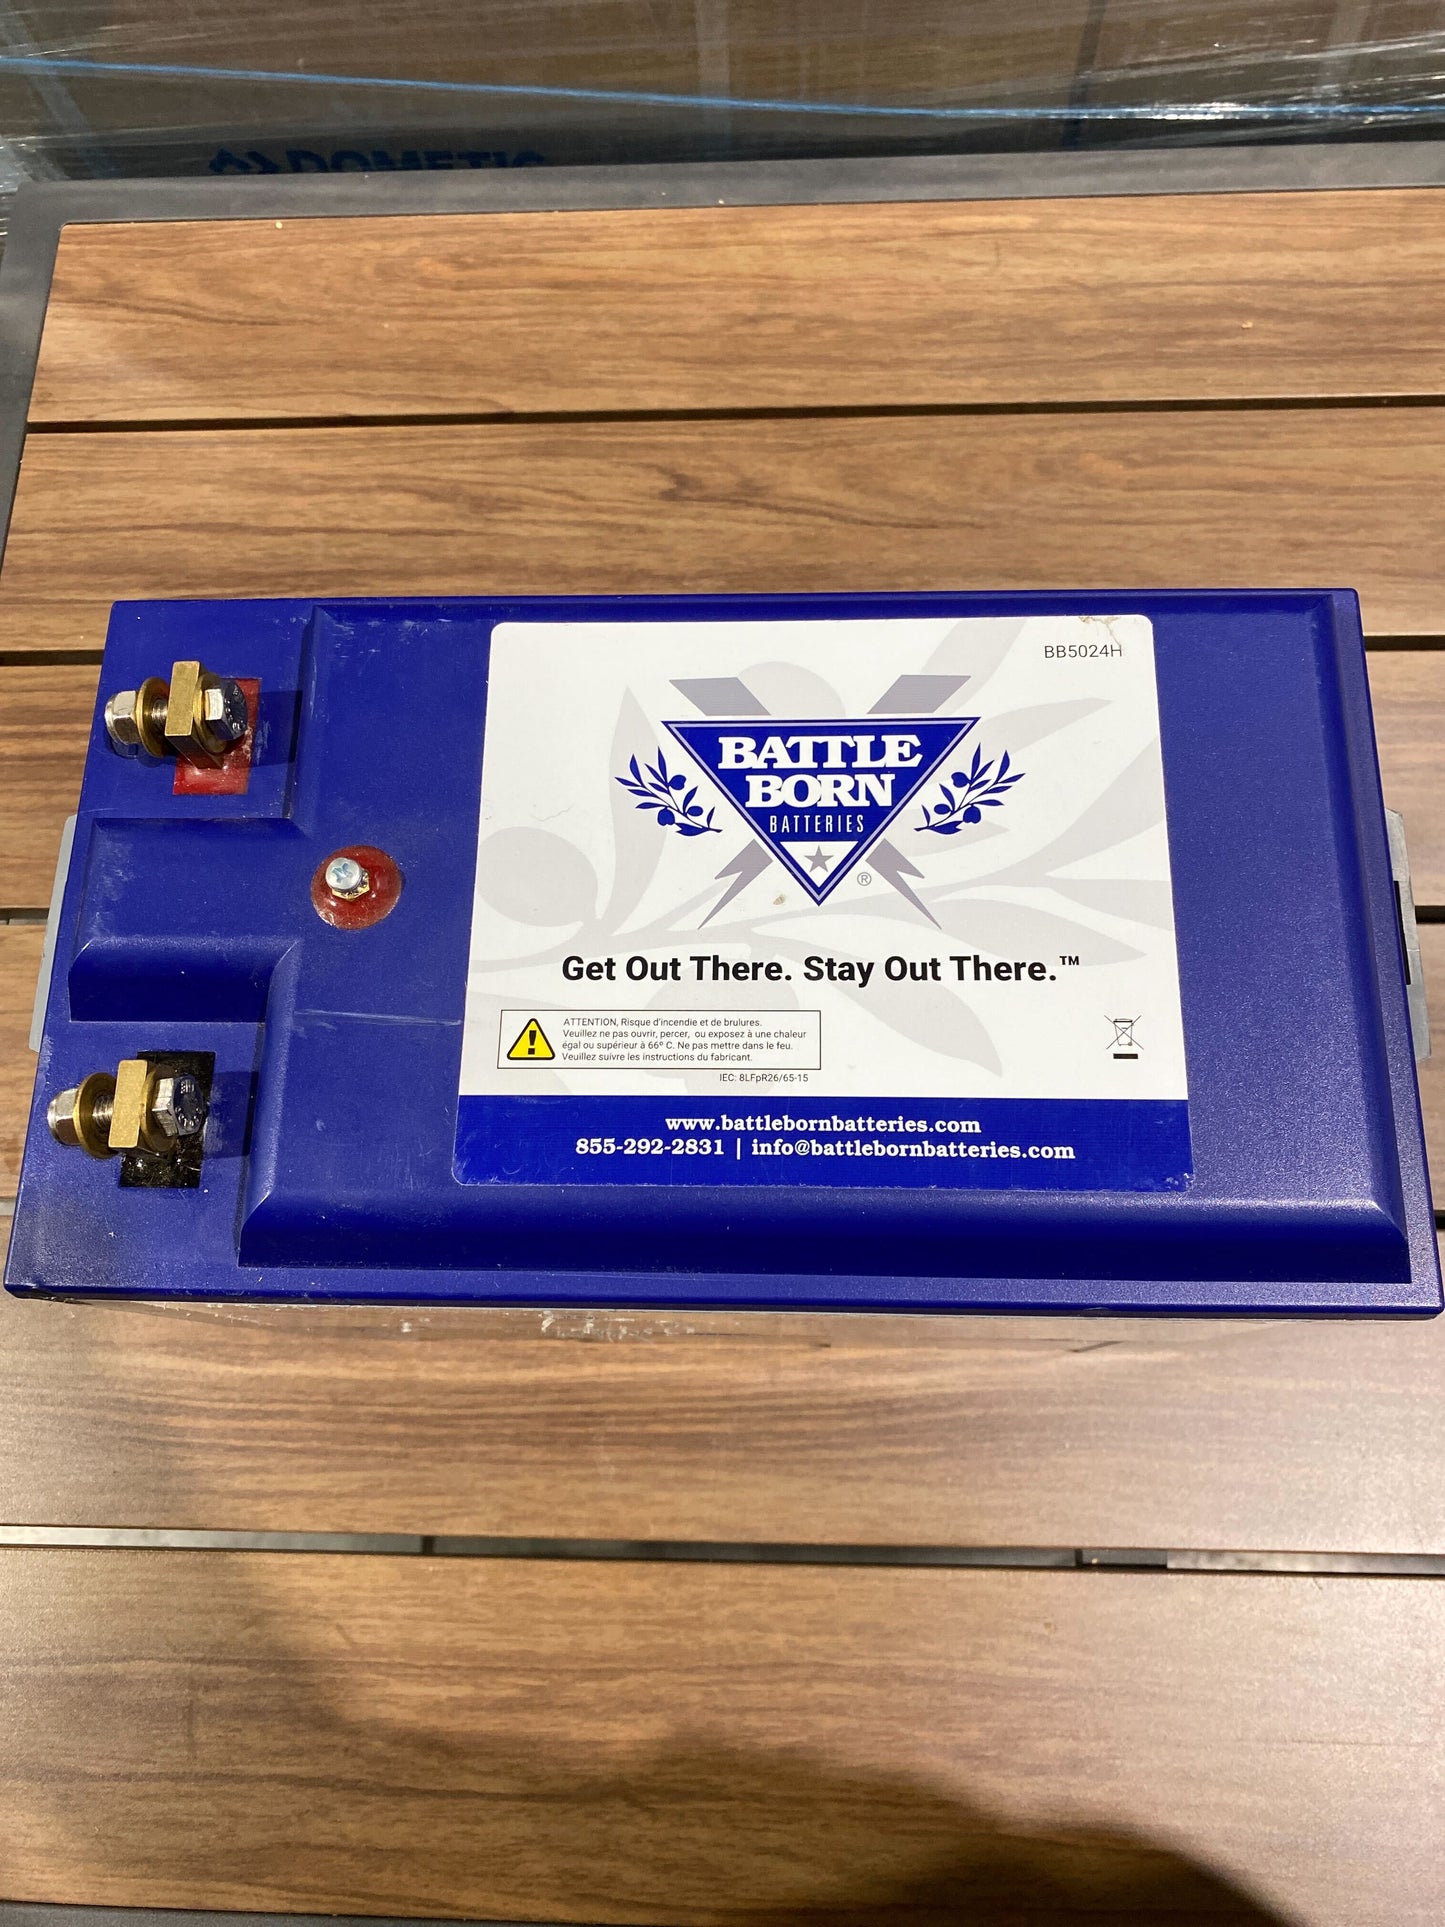 DOMETIC
BB5024H
BATTLE
BORN
BATTERIES
®
Get Out There. Stay Out There.™
ATTENTION, Risque d'incendie et de brulures.
Veuillez ne pas ouvrir, percer, ou exposez à une chaleur
égal ou supérieur à 66º C. Ne pas mettre dans le feu.
Veuillez suivre les instructions du fabricant.
IEC: 8LFpR26/65-15
www.battlebornbatteries.com
855-292-2831 | info@battlebornbatteries.com